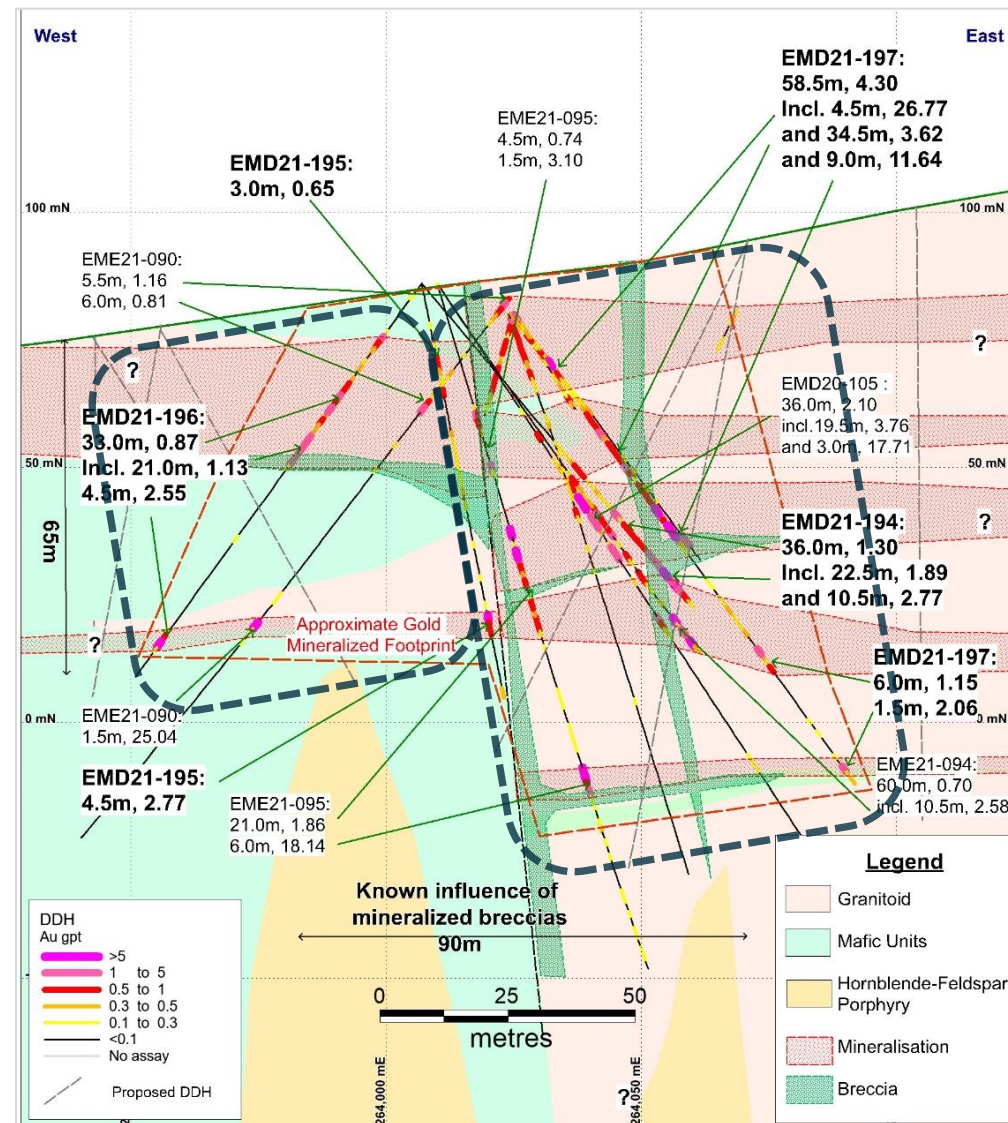 West
East
EMD21-197:
58.5m, 4.30
Incl. 4.5m, 26.77
and 34.5m, 3.62
and 9.0m, 11.64
EME21-095:
4.5m, 0.74
1.5m, 3.10
EMD21-195:
3.0m, 0.65
100 mN
100 mN
EME21-090:
5.5m, 1.16
6.0m, 0.81
?
?
EMD20-105 :
36.0m, 2.10
incl.19.5m, 3.76
and 3.0m, 17.71
EMD21-196:
33.0m, 0.87
Incl. 21.0m, 1.13
4.5m, 2.55
50 mN
50 mN
65m
EMD21-194:
36.0m, 1.30
Incl. 22.5m, 1.89
and 10.5m, 2.77
?
?
Approximate Gold
Mineralized Footprint
EMD21-197:
6.0m, 1.15
1.5m, 2.06
EME21-090:
1.5m, 25.04
0 mN
EME21-094:
60.0m, 0.70
incl. 10.5m, 2.58
EMD21-195:
4.5m, 2.77
EME21-095:
21.0m, 1.86
6.0m, 18.14
Known influence of
mineralized breccias
90m
0
25
50
metres
264,000 mE
264,050 mE
?
DDH
Au gpt
>5
1 to 5
0.5 to 1
0.3 to 0.5
0.1 to 0.3
<0.1
No assay
Proposed DDH
Legend
Granitoid
Mafic Units
Hornblende-Feldspar
Porphyry
Mineralisation
Breccia